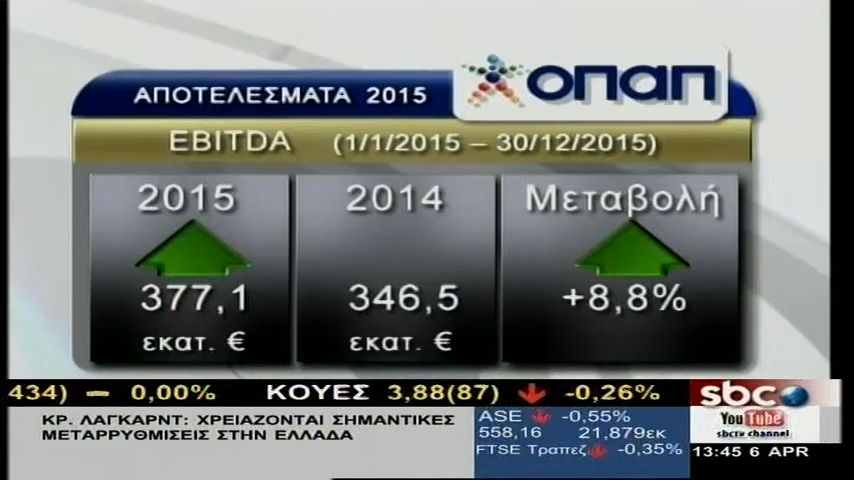 οπαπ
ΑΠΟΤΕΛΕΣΜΑΤΑ 2015
EBITDA (1/1/2015 – 30/12/2015)
2015 2014 Μεταβολή
377,1 346,5 +8,8%
εκατ. € εκατ. €
434) 0,00% ΚΟΥΕΣ 3,88(87) -0,26%
sbc
ΚΡ. ΛΑΓΚΑΡΝΤ: ΧΡΕΙΑΖΟΝΤΑΙ ΣΗΜΑΝΤΙΚΕΣ
ΜΕΤΑΡΡΥΘΜΙΣΕΙΣ ΣΤΗΝ ΕΛΛΑΔΑ
ASE -0,55%
558,16 21,879εκ
FTSE Τραπεζ -0,35%
YouTube
sbctv channel
13:45 6 APR